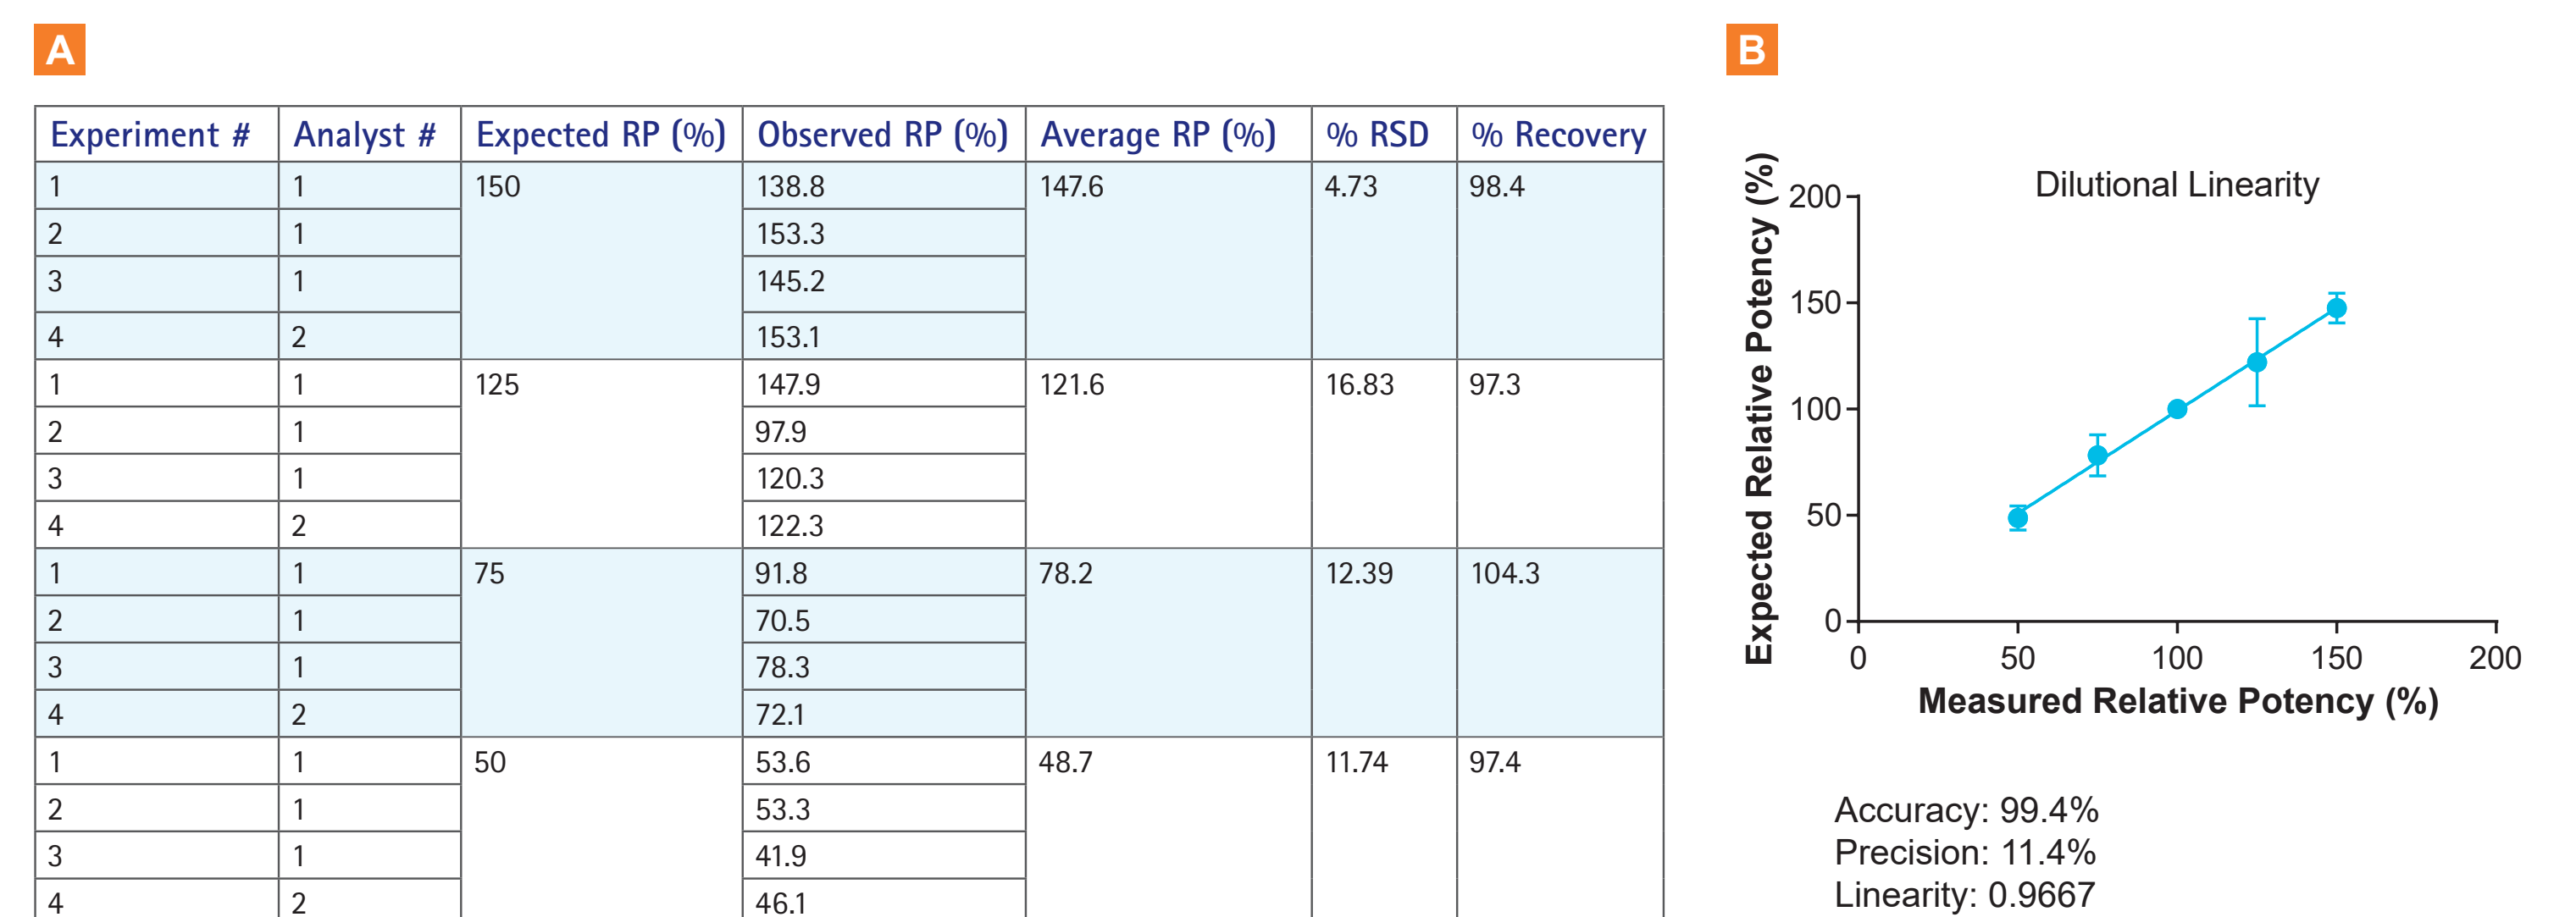 A
Experiment # Analyst # Expected RP (%) Observed RP (%) Average RP (%) % RSD % Recovery
1 1 150 138.8 147.6 4.73 98.4
2 1 153.3
3 1 145.2
4 2 153.1
1 1 125 147.9 121.6 16.83 97.3
2 1 97.9
3 1 120.3
4 2 122.3
1 1 75 91.8 78.2 12.39 104.3
2 1 70.5
3 1 78.3
4 2 72.1
1 1 50 53.6 48.7 11.74 97.4
2 1 53.3
3 1 41.9
4 2 46.1
B
Dilutional Linearity
Expected Relative Potency (%)
200
150
100
50
0
0 50 100 150 200
Measured Relative Potency (%)
Accuracy: 99.4%
Precision: 11.4%
Linearity: 0.9667